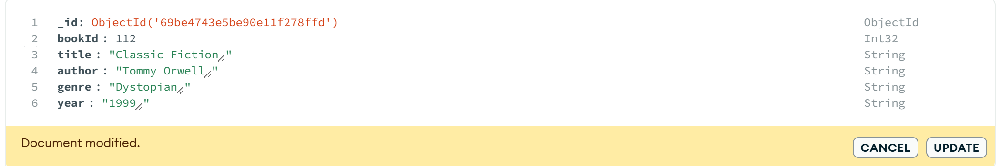 1 _id: ObjectId('69be4743e5be90e11f278ffd') ObjectId
2 bookId : 112 Int32
3 title : "Classic Fiction" String
4 author : "Tommy Orwell" String
5 genre : "Dystopian" String
6 year : "1999" String
Document modified. CANCEL UPDATE